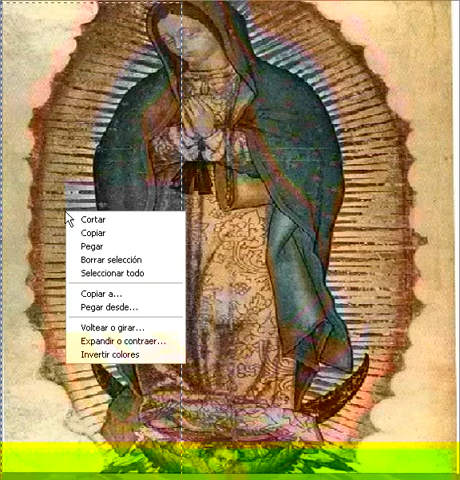 Cortar
Copiar
Pegar
Borrar selección
Seleccionar todo
Copiar a...
Pegar desde...
Voltear o girar...
Expandir o contraer...
Invertir colores